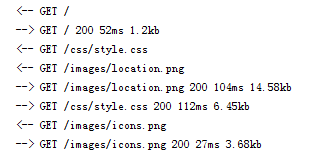 <-- GET /
--> GET / 200 52ms 1.2kb
<-- GET /css/style.css
<-- GET /images/location.png
--> GET /images/location.png 200 104ms 14.58kb
--> GET /css/style.css 200 112ms 6.45kb
<-- GET /images/icons.png
--> GET /images/icons.png 200 27ms 3.68kb